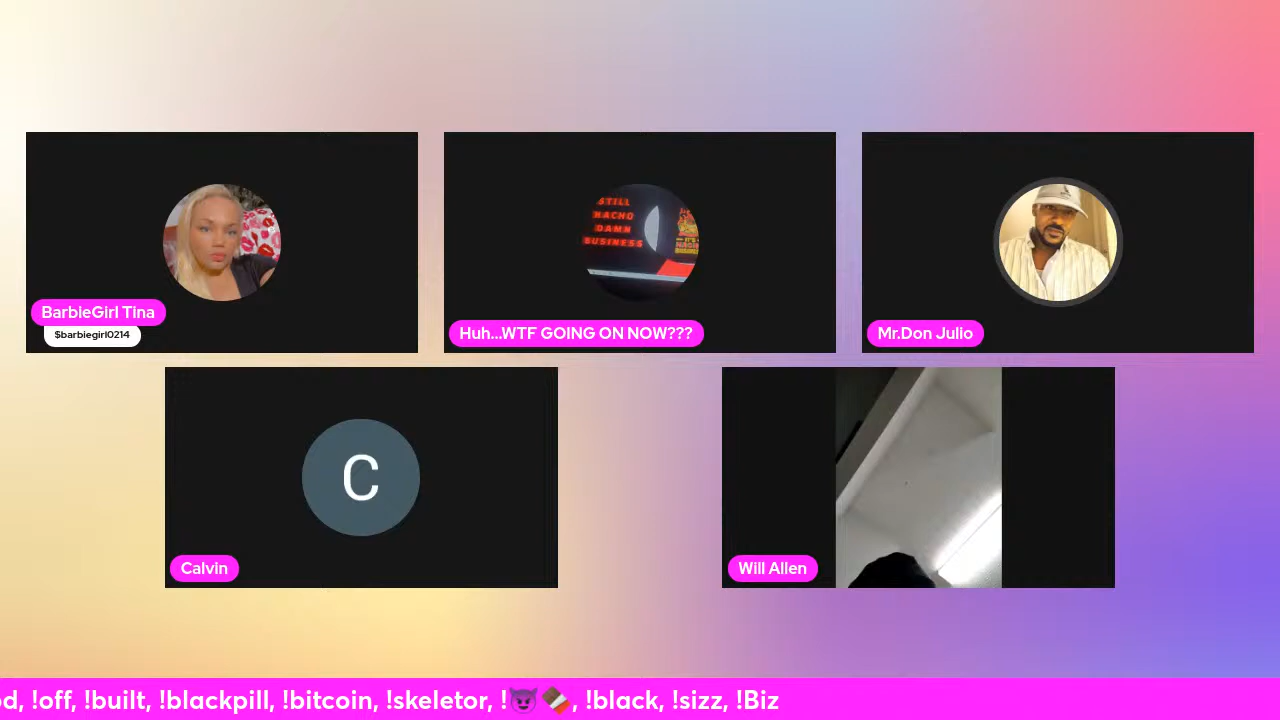 STILL
MACHO
DAMN
BUSINESS
BarbieGirl Tina
$barbiegirl0214
Huh...WTF GOING ON NOW???
Mr.Don Julio
C
Calvin
Will Allen
d, !off, !built, !blackpill, !bitcoin, !skeletor, !😈🍫, !black, !sizz, !Biz